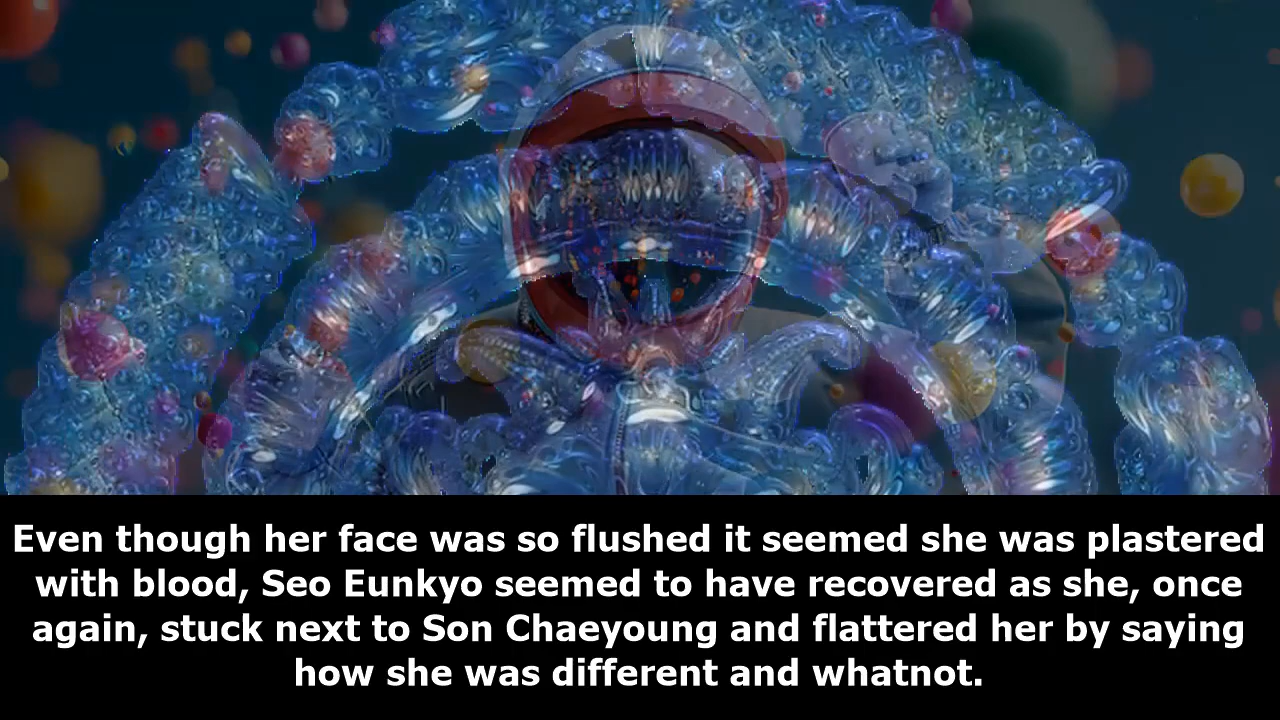 Even though her face was so flushed it seemed she was plastered
with blood, Seo Eunkyo seemed to have recovered as she, once
again, stuck next to Son Chaeyoung and flattered her by saying
how she was different and whatnot.